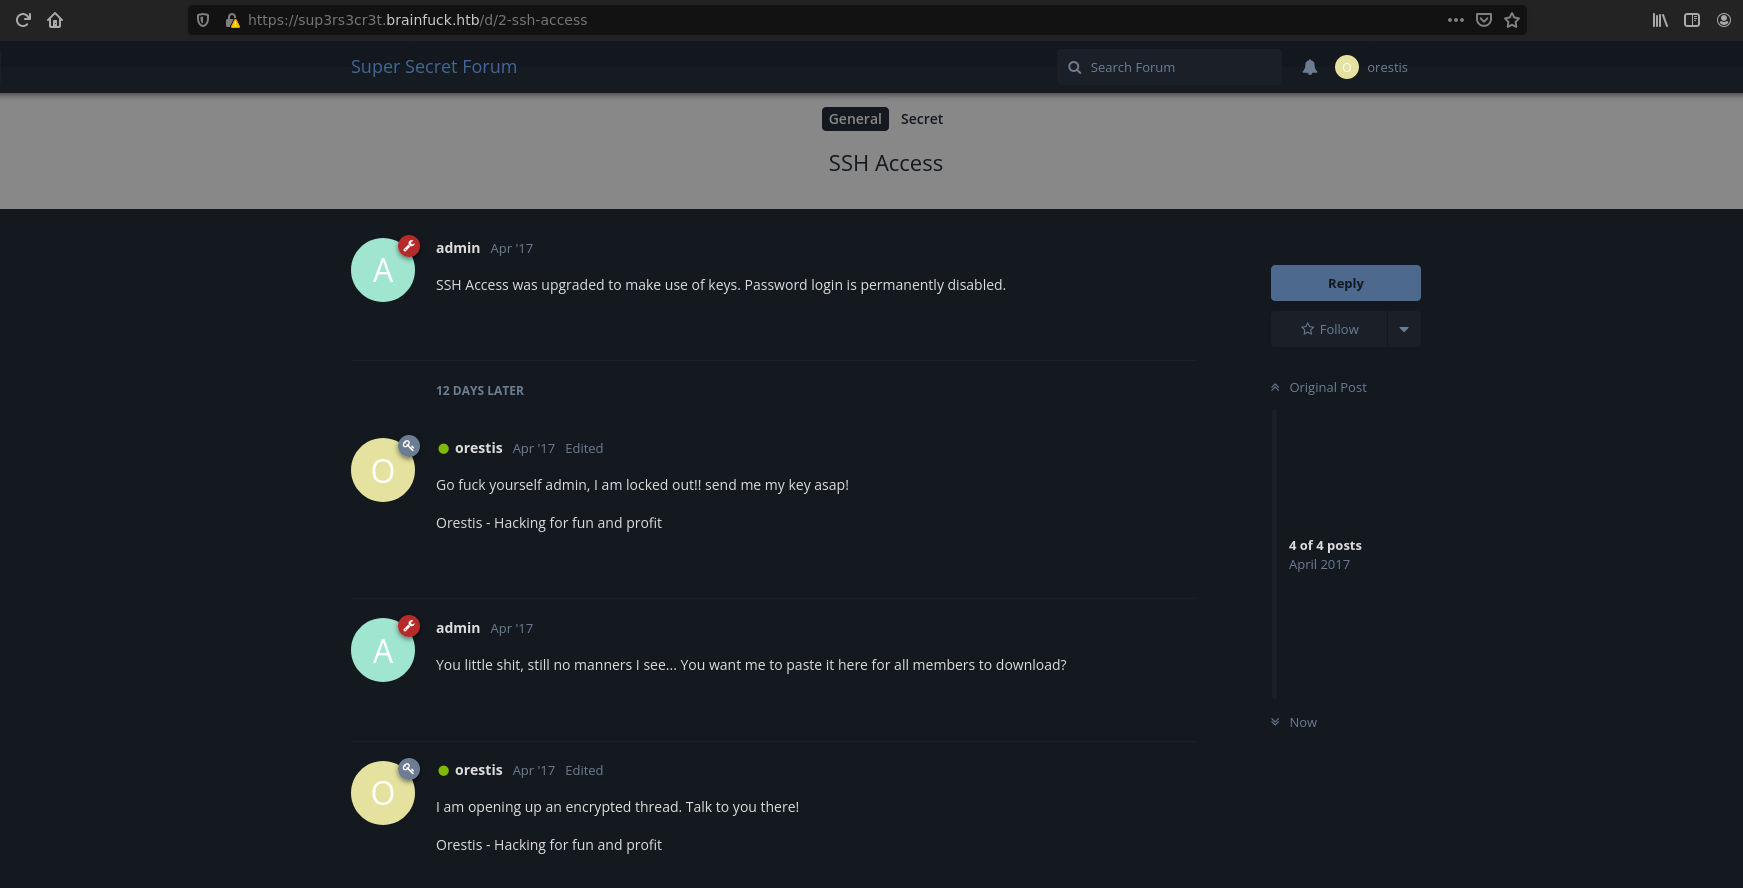 https://sup3rs3cr3t.brainfuck.htb/d/2-ssh-access
Super Secret Forum
Search Forum
O
orestis
General Secret
SSH Access
A
admin Apr '17
SSH Access was upgraded to make use of keys. Password login is permanently disabled.
Reply
Follow
12 DAYS LATER
Original Post
O
orestis Apr '17 Edited
Go fuck yourself admin, I am locked out!! send me my key asap!
Orestis - Hacking for fun and profit
4 of 4 posts
April 2017
A
admin Apr '17
You little shit, still no manners I see... You want me to paste it here for all members to download?
Now
O
orestis Apr '17 Edited
I am opening up an encrypted thread. Talk to you there!
Orestis - Hacking for fun and profit